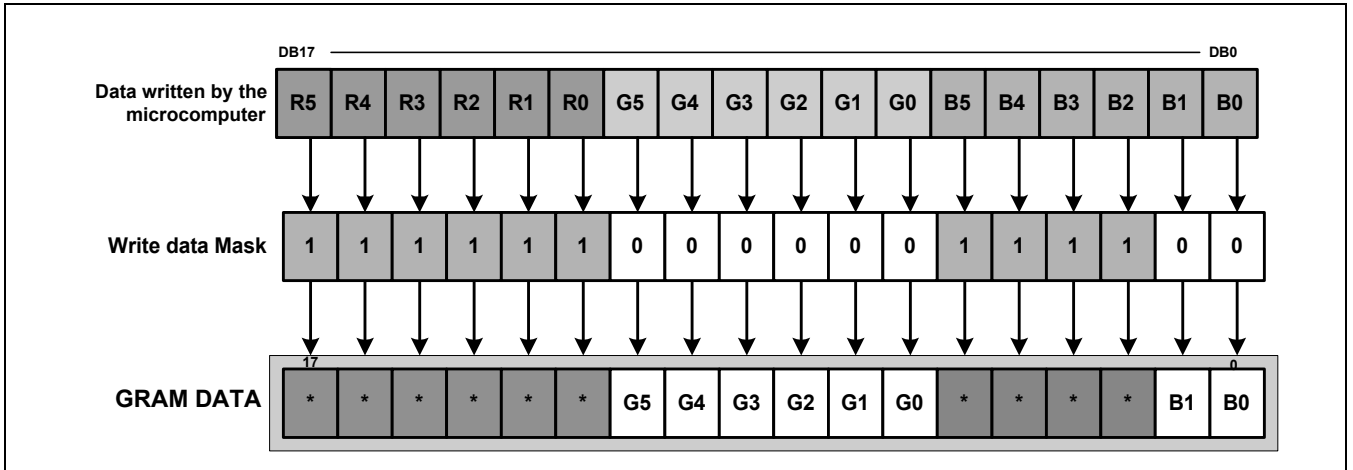 DB17 DB0
Data written by the
microcomputer
R5 R4 R3 R2 R1 R0 G5 G4 G3 G2 G1 G0 B5 B4 B3 B2 B1 B0
Write data Mask 1 1 1 1 1 1 0 0 0 0 0 0 1 1 1 1 0 0
17 0
GRAM DATA * * * * * * G5 G4 G3 G2 G1 G0 * * * * B1 B0